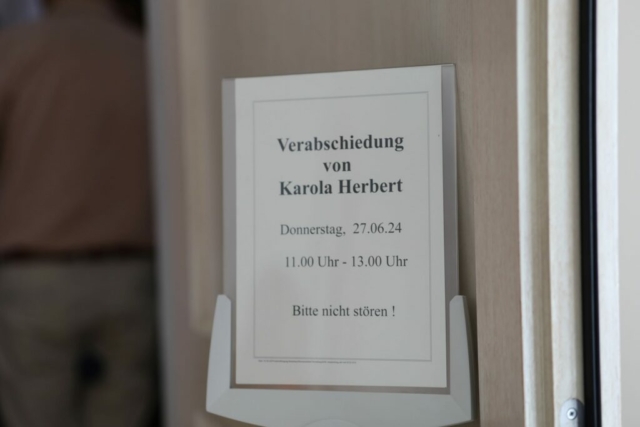 Verabschiedung
von
Karola Herbert
Donnerstag, 27.06.24
11.00 Uhr - 13.00 Uhr
Bitte nicht stören !